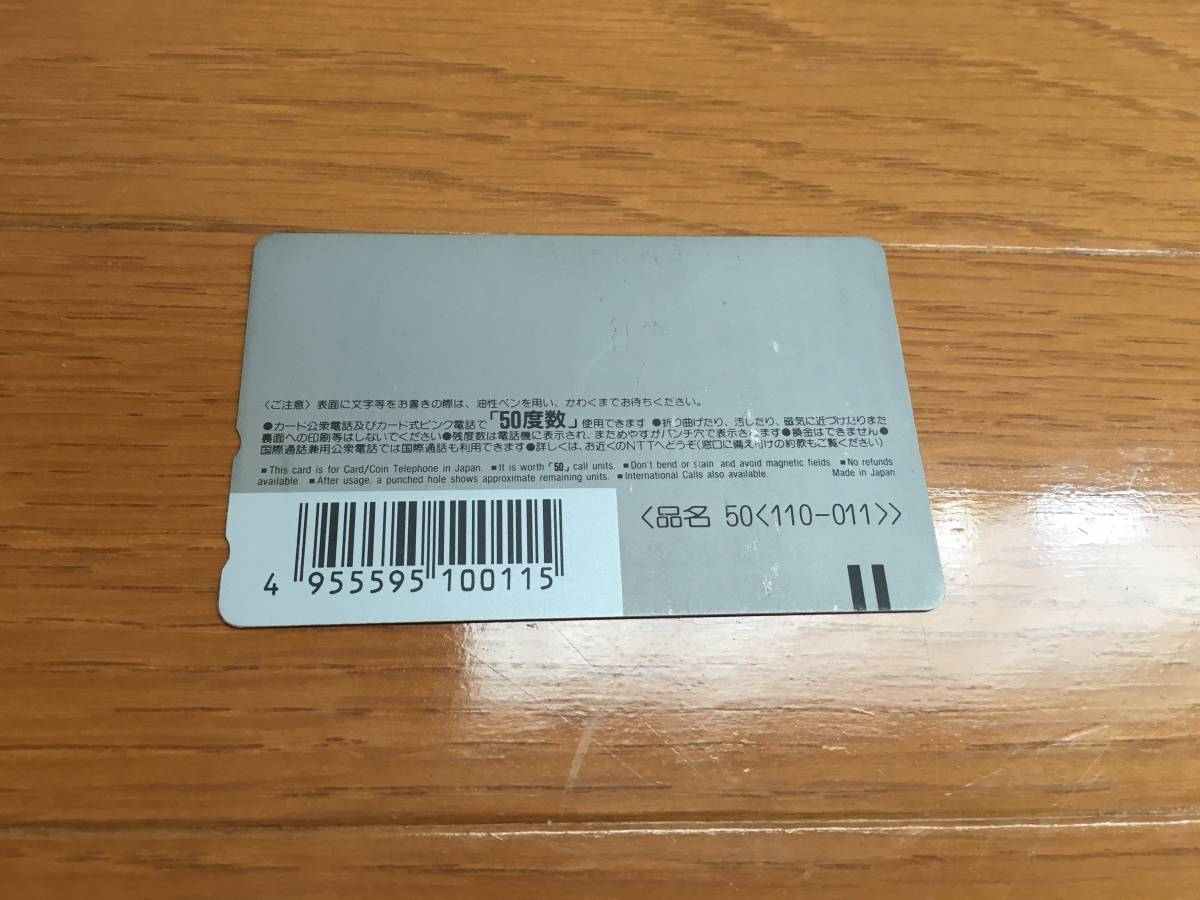 〈ご注意〉表面に文字等をお書きの際は、油性ペンを用い、かわくまでお待ちください。
●カード公衆電話及びカード式ピンク電話で「50度数」使用できます ●折り曲げたり、汚したり、磁気に近づけたりまた
裏面への印刷等はしないでください●残度数は電話機に表示され、まためやすがパンチ穴で表示されます●換金はできません●
国際通話兼用公衆電話では国際通話も利用できます●詳しくは、お近くのNTTへどうぞ(窓口に備え付けの約款もご覧ください)
■This card is for Card/Coin Telephone in Japan. ■It is worth「50」call units. ■Don't bend or stain and avoid magnetic fields. ■No refunds
available. ■After usage, a punched hole shows approximate remaining units. ■International Calls also available. Made in Japan
〈品名 50〈110-011〉〉
4 955595 100115